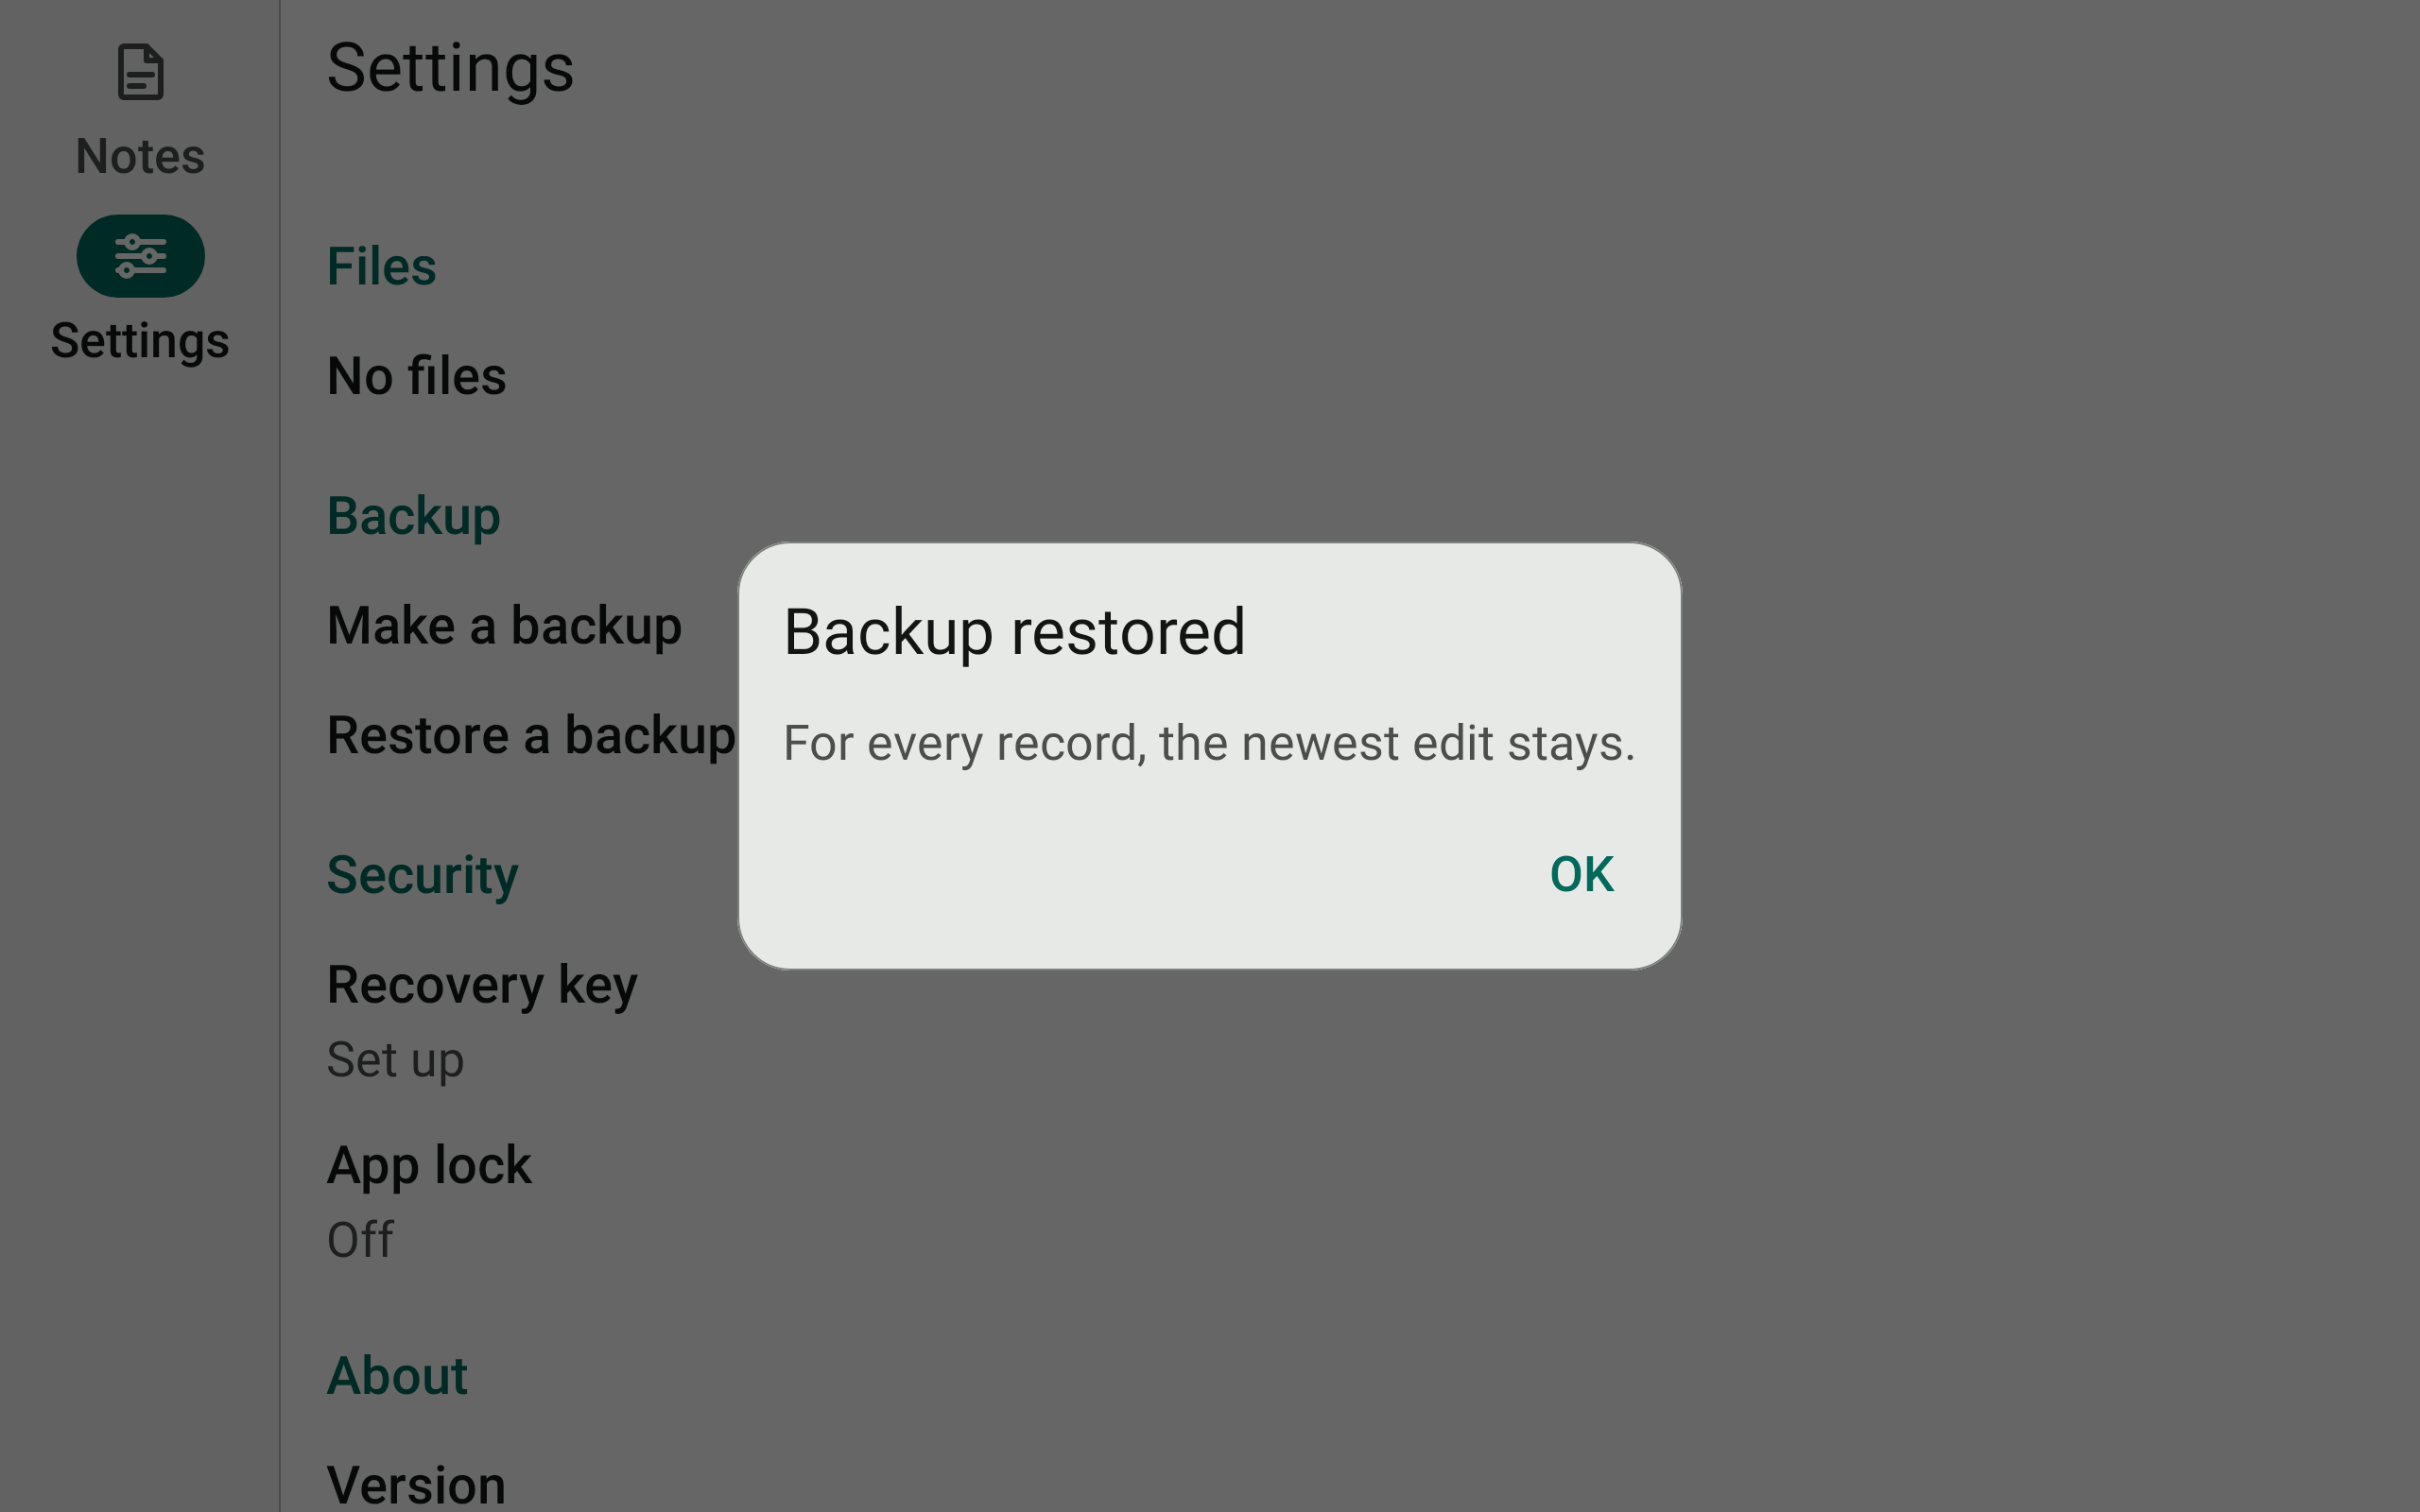 Notes
Settings
Settings
Files
No files
Backup
Make a backup
Restore a backup
Security
Recovery key
Set up
App lock
Off
About
Version
Backup restored
For every record, the newest edit stays.
OK